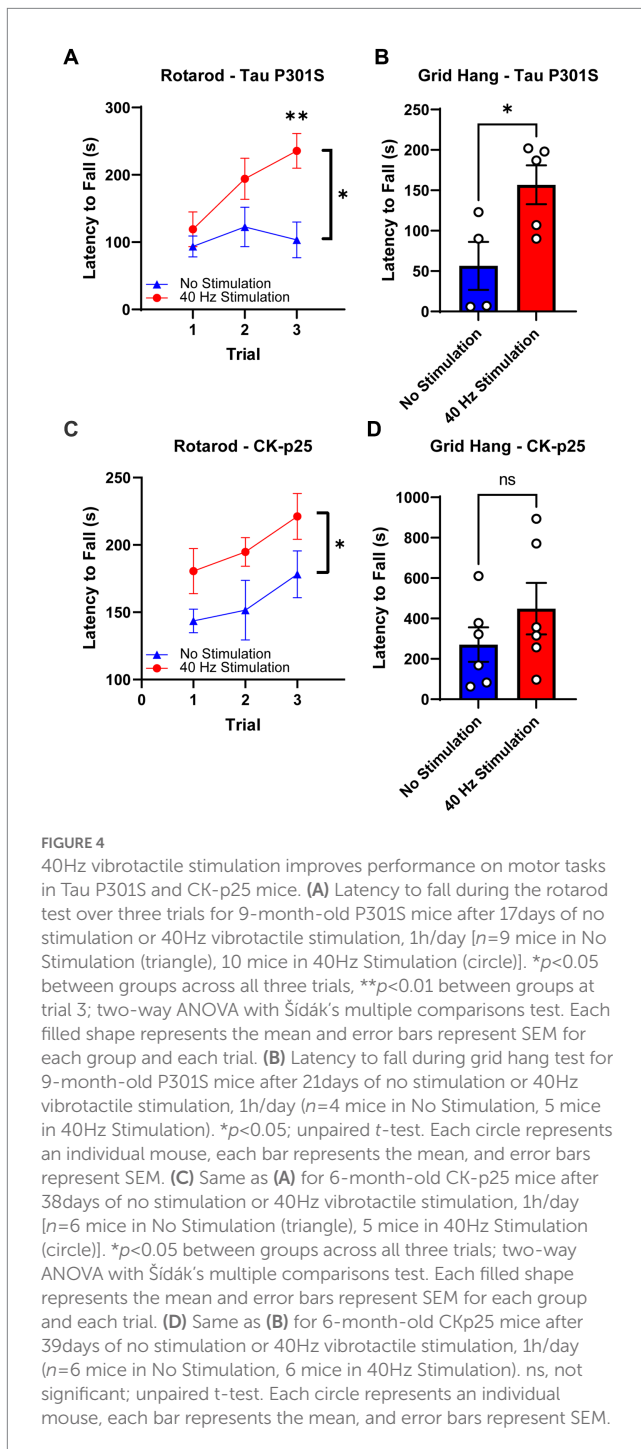 A
Rotarod - Tau P301S
Latency to Fall (s)
300
200
100
0
**
*
No Stimulation
40 Hz Stimulation
1 2 3
Trial
B
Grid Hang - Tau P301S
Latency to Fall (s)
250
200
150
100
50
0
*
No Stimulation
40 Hz Stimulation
C
Rotarod - CK-p25
Latency to Fall (s)
250
200
150
100
*
No Stimulation
40 Hz Stimulation
0 1 2 3
Trial
D
Grid Hang - CK-p25
Latency to Fall (s)
1000
800
600
400
200
0
ns
No Stimulation
40 Hz Stimulation
FIGURE 4
40Hz vibrotactile stimulation improves performance on motor tasks
in Tau P301S and CK-p25 mice. (A) Latency to fall during the rotarod
test over three trials for 9-month-old P301S mice after 17days of no
stimulation or 40Hz vibrotactile stimulation, 1h/day [n=9 mice in No
Stimulation (triangle), 10 mice in 40Hz Stimulation (circle)]. *p<0.05
between groups across all three trials, **p<0.01 between groups at
trial 3; two-way ANOVA with Šídák’s multiple comparisons test. Each
filled shape represents the mean and error bars represent SEM for
each group and each trial. (B) Latency to fall during grid hang test for
9-month-old P301S mice after 21days of no stimulation or 40Hz
vibrotactile stimulation, 1h/day (n=4 mice in No Stimulation, 5 mice
in 40Hz Stimulation). *p<0.05; unpaired t-test. Each circle represents
an individual mouse, each bar represents the mean, and error bars
represent SEM. (C) Same as (A) for 6-month-old CK-p25 mice after
38days of no stimulation or 40Hz vibrotactile stimulation, 1h/day
[n=6 mice in No Stimulation (triangle), 5 mice in 40Hz Stimulation
(circle)]. *p<0.05 between groups across all three trials; two-way
ANOVA with Šídák’s multiple comparisons test. Each filled shape
represents the mean and error bars represent SEM for each group
and each trial. (D) Same as (B) for 6-month-old CKp25 mice after
39days of no stimulation or 40Hz vibrotactile stimulation, 1h/day
(n=6 mice in No Stimulation, 6 mice in 40Hz Stimulation). ns, not
significant; unpaired t-test. Each circle represents an individual
mouse, each bar represents the mean, and error bars represent SEM.